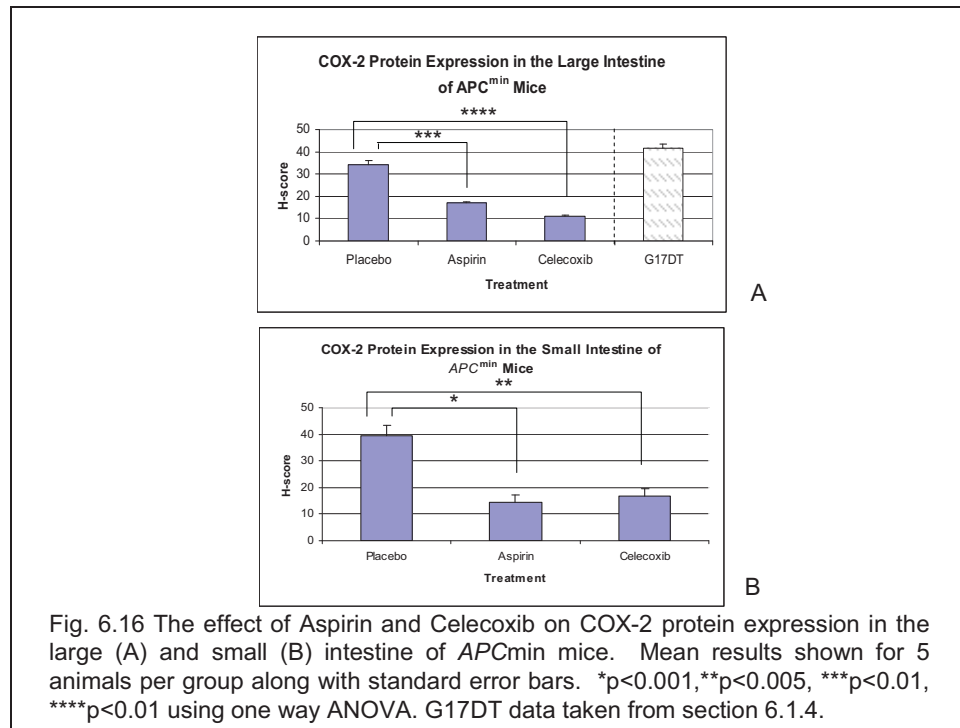 COX-2 Protein Expression in the Large Intestine
of APCmin Mice
****
***
50
40
30
20
10
0
H-score
Placebo Aspirin Celecoxib G17DT
Treatment
A
COX-2 Protein Expression in the Small Intestine of
APCmin Mice
**
*
50
40
30
20
10
0
H-score
Placebo Aspirin Celecoxib
Treatment
B
Fig. 6.16 The effect of Aspirin and Celecoxib on COX-2 protein expression in the
large (A) and small (B) intestine of APCmin mice. Mean results shown for 5
animals per group along with standard error bars. *p<0.001,**p<0.005, ***p<0.01,
****p<0.01 using one way ANOVA. G17DT data taken from section 6.1.4.